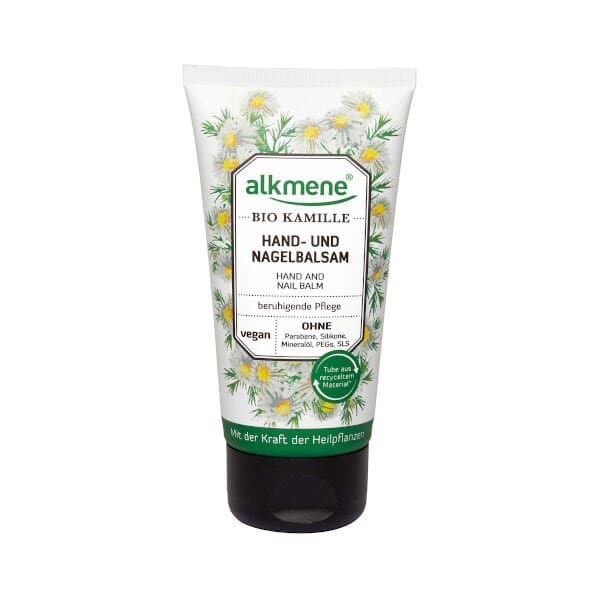 alkmene®
BIO KAMILLE
HAND- UND
NAGELBALSAM
HAND AND
NAIL BALM
beruhigende Pflege
vegan
OHNE
Parabene, Silikone,
Mineralöl, PEGs, SLS
Tube aus
recyceltem
Material*
Mit der Kraft der Heilpflanzen